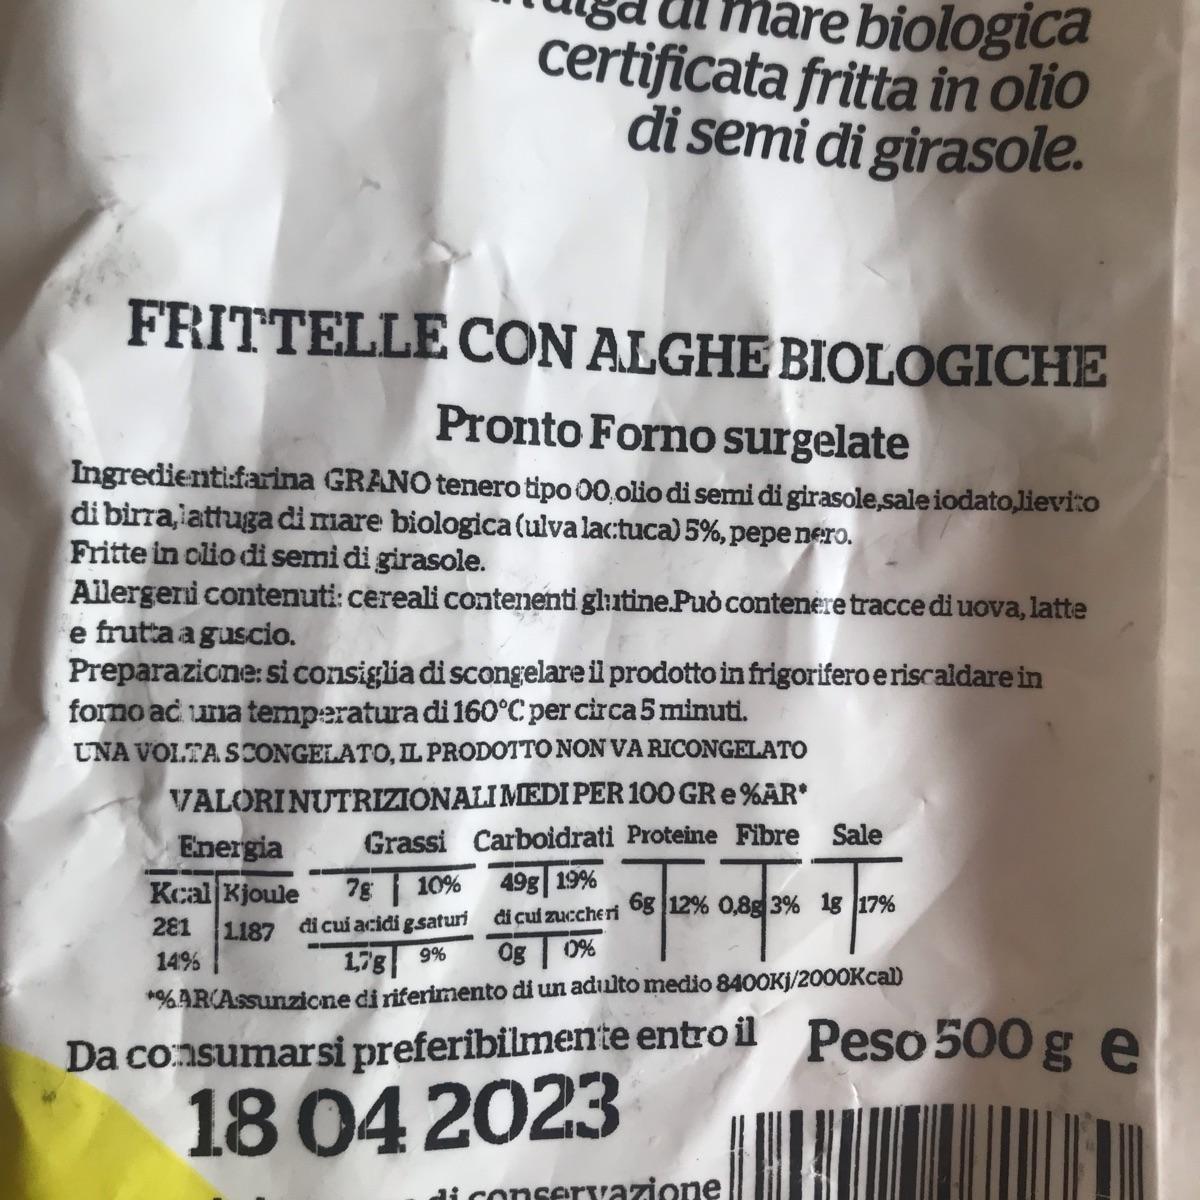 di mare biologica
certificata fritta in olio
di semi di girasole.
FRITTELLE CON ALGHE BIOLOGICHE
Pronto Forno surgelate
Ingredienti:farina GRANO tenero tipo 00,olio di semi di girasole,sale iodato,lievito
di birra,lattuga di mare biologica (ulva lactuca) 5%, pepe nero.
Fritte in olio di semi di girasole.
Allergeni contenuti: cereali contenenti glutine.Può contenere tracce di uova, latte
e frutta a guscio.
Preparazione: si consiglia di scongelare il prodotto in frigorifero e riscaldare in
forno ad una temperatura di 160°C per circa 5 minuti.
UNA VOLTA SCONGELATO, IL PRODOTTO NON VA RICONGELATO
VALORI NUTRIZIONALI MEDI PER 100 GR e %AR*
Energia Grassi Carboidrati Proteine Fibre Sale
Kcal Kjoule 7g 10% 49g 19%
281 1.187 di cui acidi g.saturi di cui zuccheri 6g 12% 0,8g 3% 1g 17%
14% 1,7g 9% 0g 0%
*%AR(Assunzione di riferimento di un adulto medio 8400Kj/2000Kcal)
Da consumarsi preferibilmente entro il Peso 500 g e
18 04 2023
di conservazione